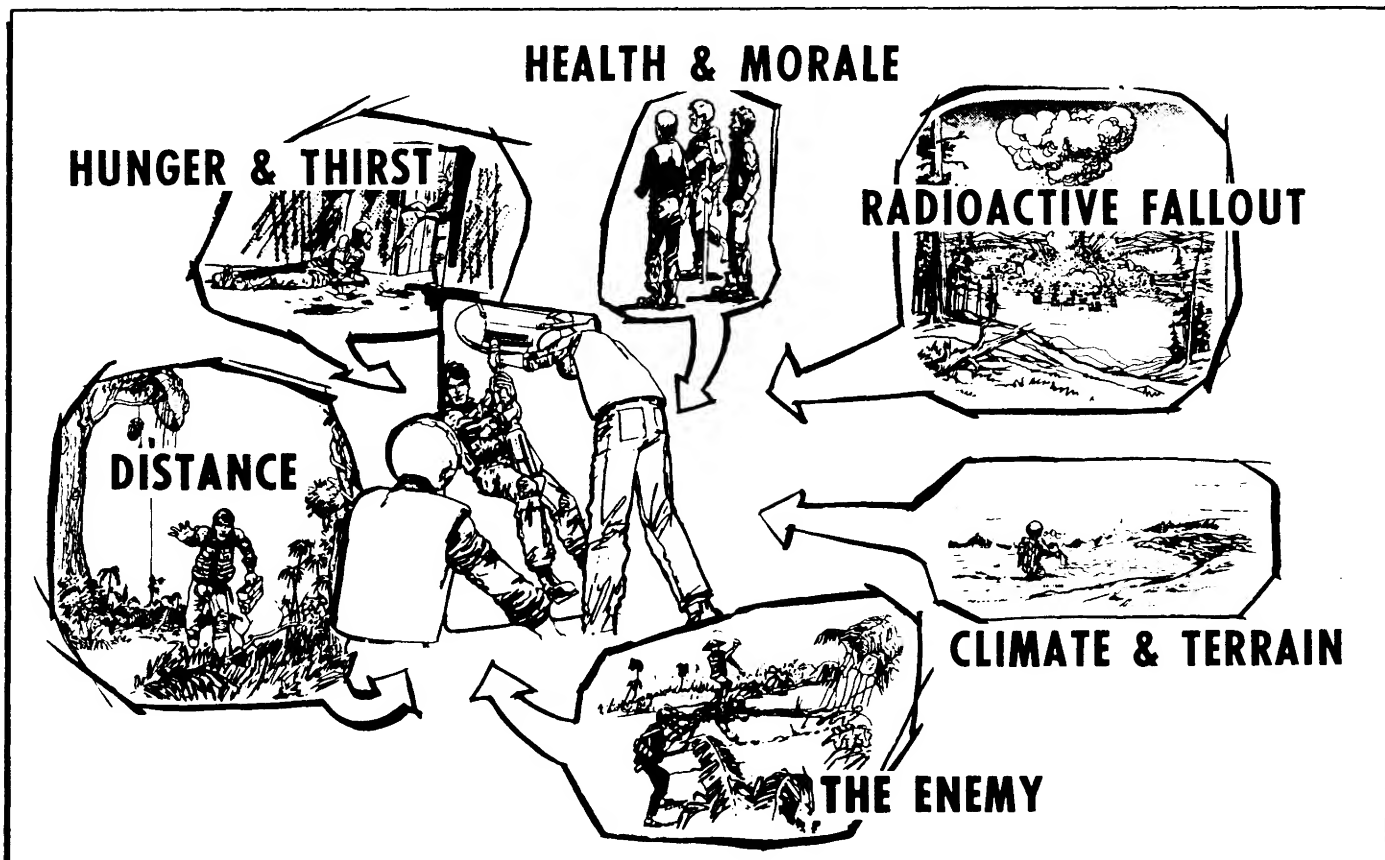 HEALTH & MORALE
HUNGER & THIRST
RADIOACTIVE FALLOUT
DISTANCE
CLIMATE & TERRAIN
THE ENEMY